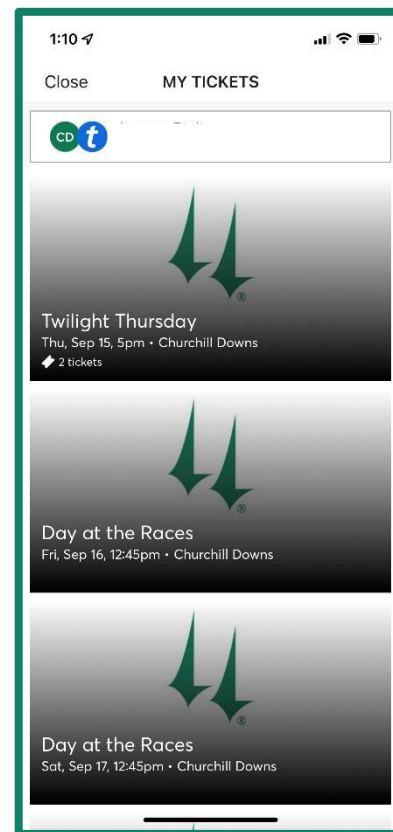 1:10
Close MY TICKETS
CD t
Twilight Thursday
Thu, Sep 15, 5pm • Churchill Downs
2 tickets
Day at the Races
Fri, Sep 16, 12:45pm • Churchill Downs
Day at the Races
Sat, Sep 17, 12:45pm • Churchill Downs